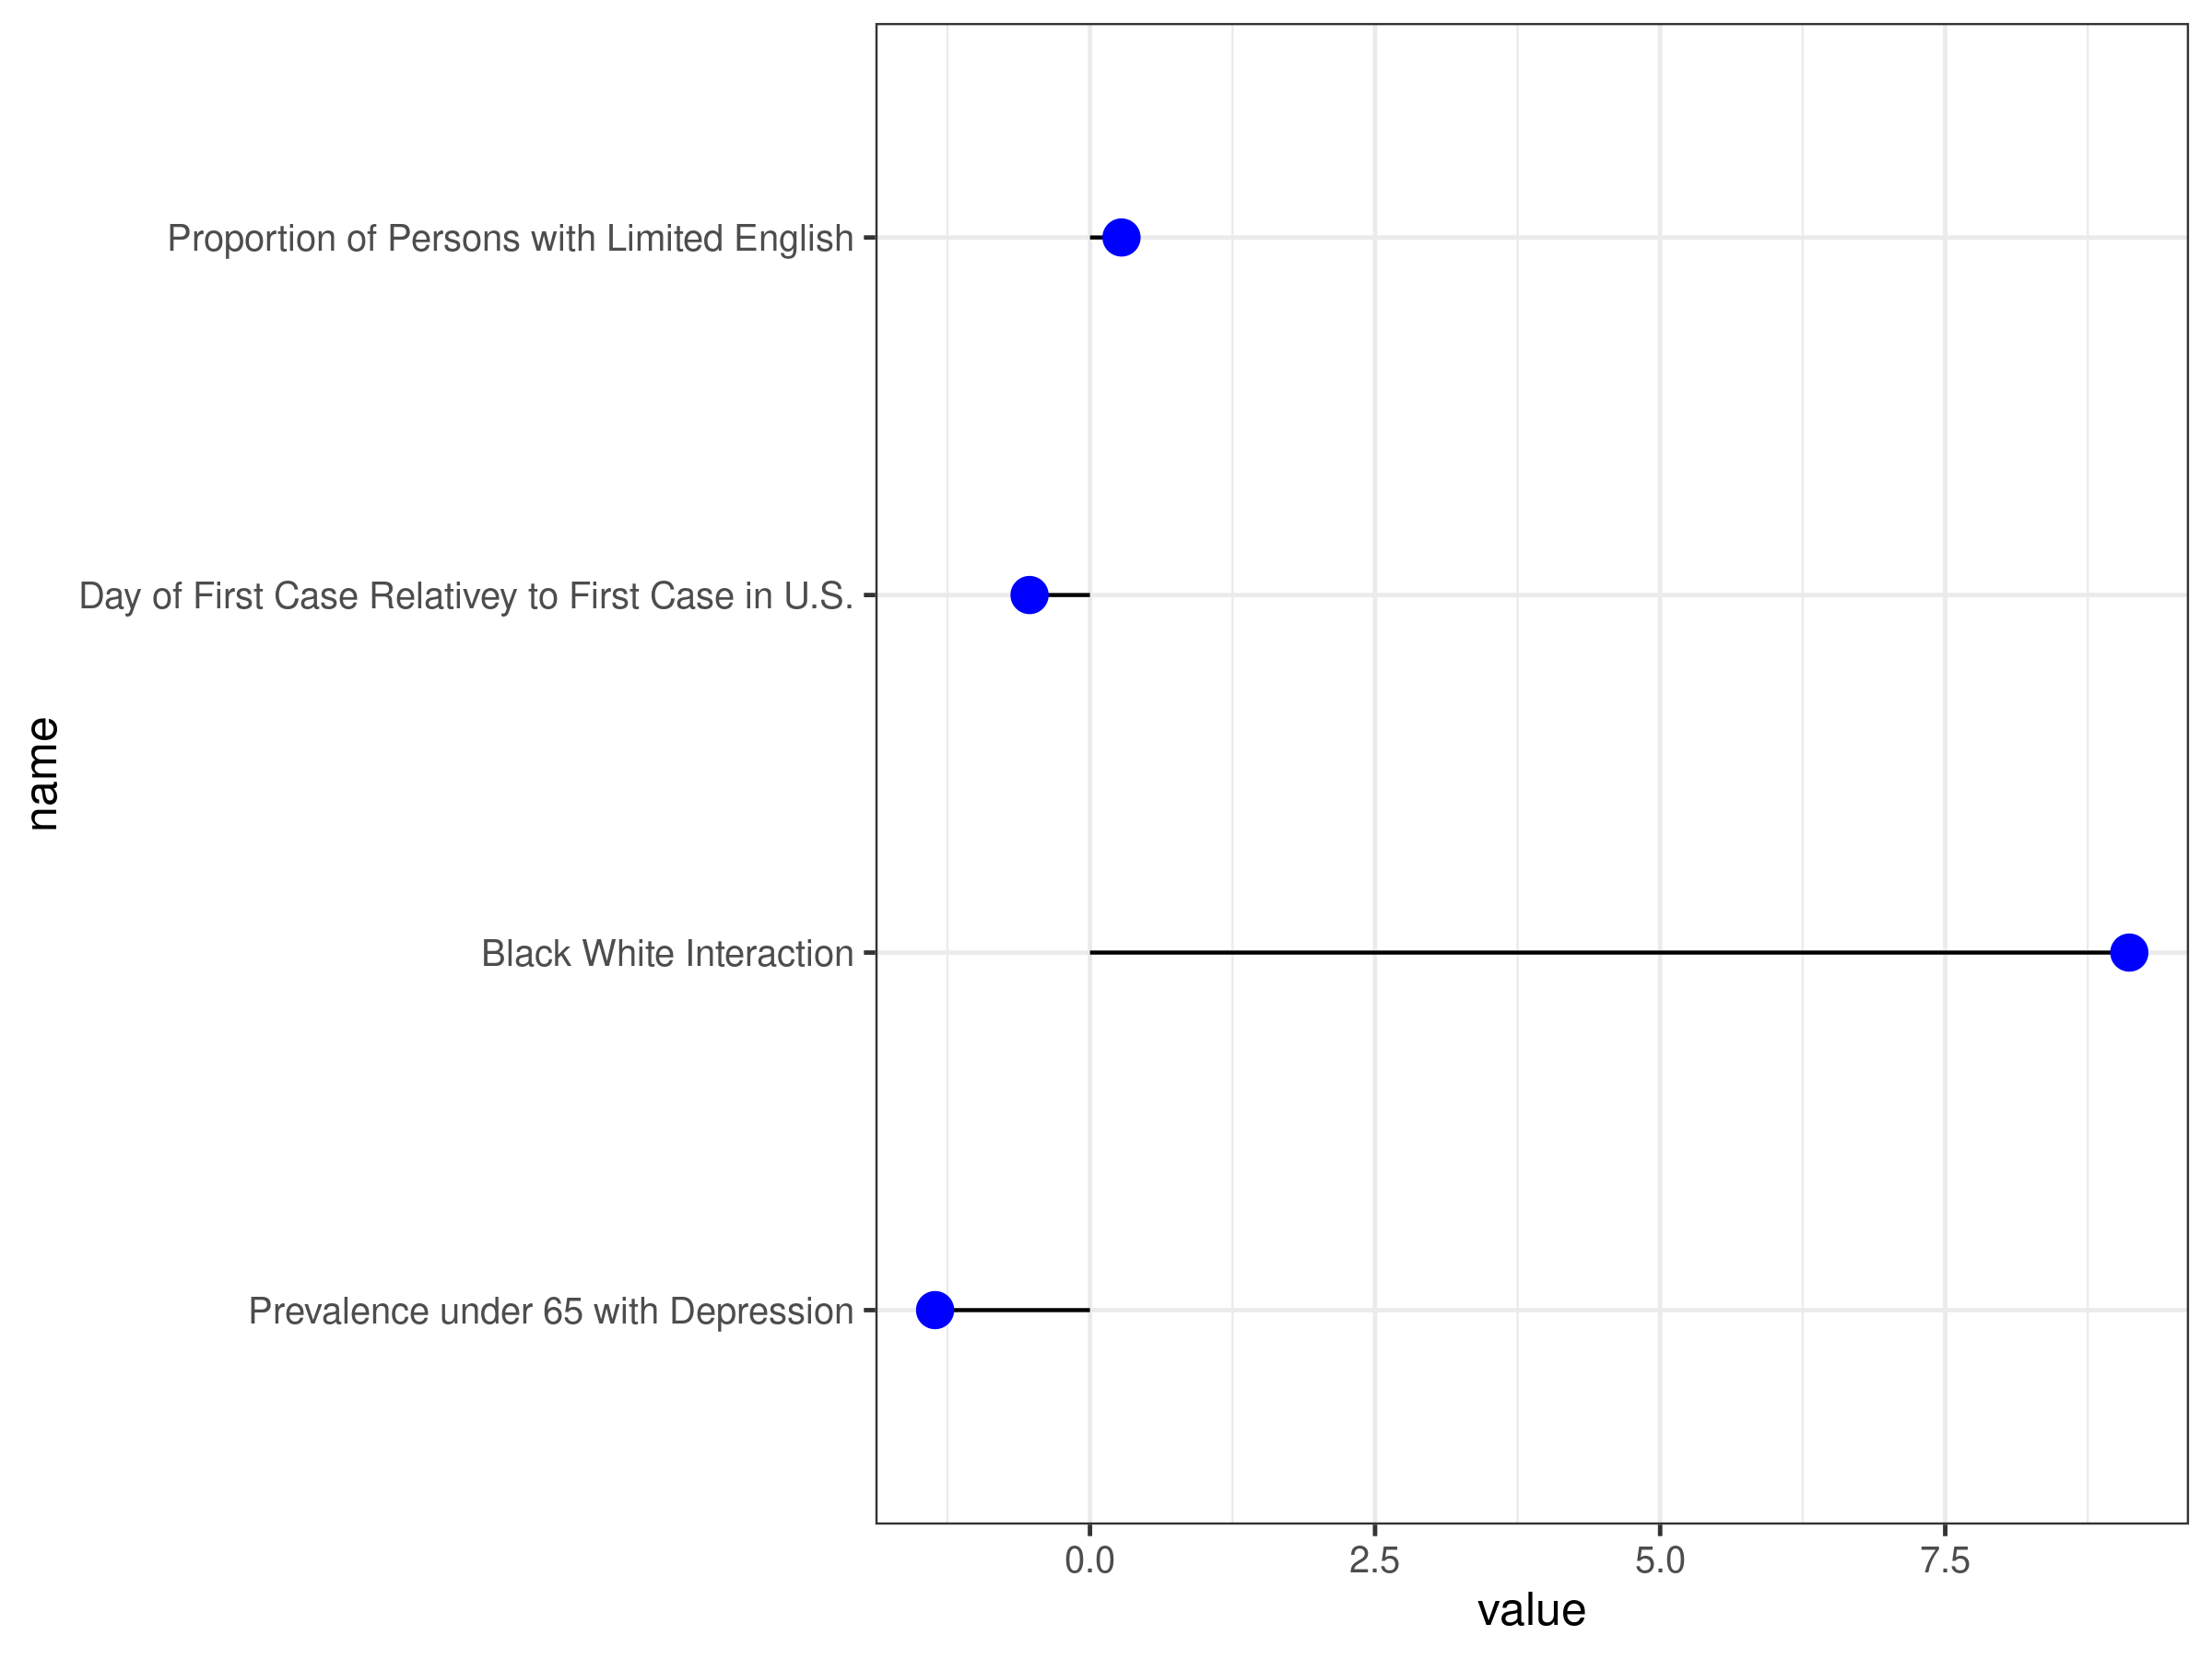 Proportion of Persons with Limited English
Day of First Case Relativey to First Case in U.S.
Black White Interaction
Prevalence under 65 with Depression
name
0.0
2.5
5.0
7.5
value